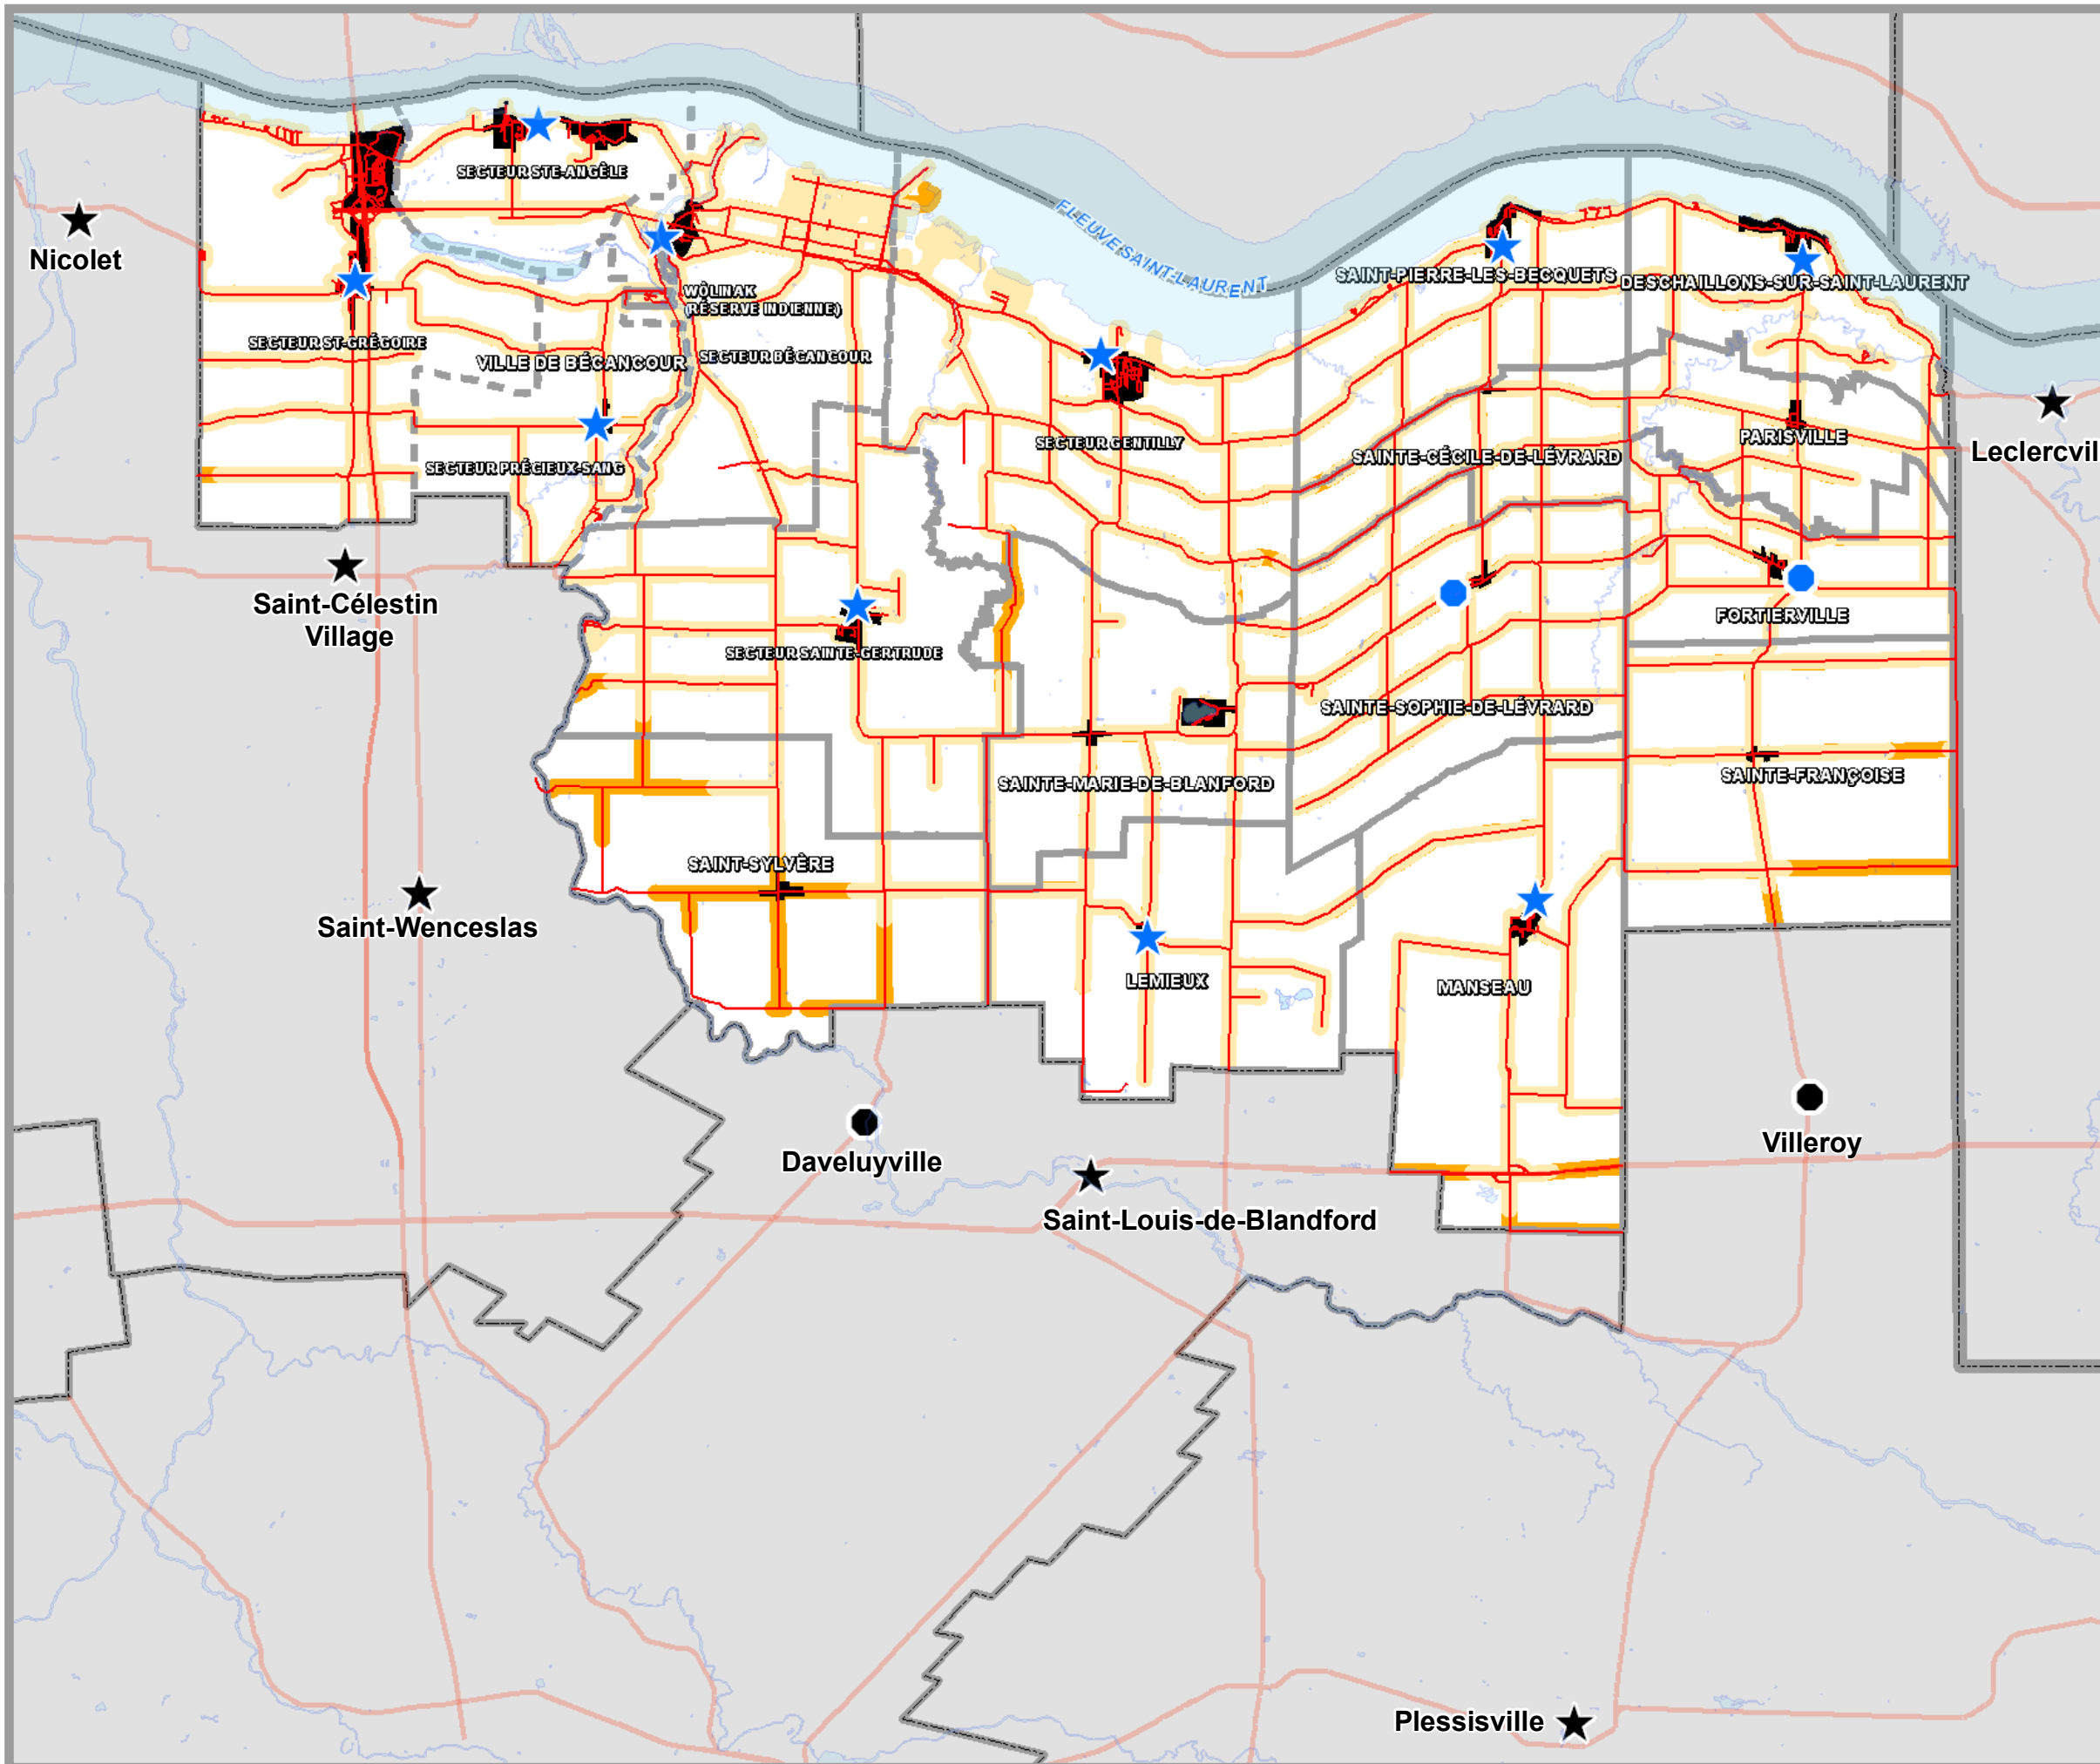 SECTEUR STE-ANGÈLE
Nicolet
FLEUVE SAINT-LAURENT
SAINT-PIERRE-LES-BECQUETS
DESCHAILLONS-SUR-SAINT-LAURENT
WÔLINAK
(RÉSERVE INDIENNE)
SECTEUR ST-GRÉGOIRE
VILLE DE BÉCANCOUR
SECTEUR BÉCANCOUR
SECTEUR GENTILLY
PARISVILLE
Leclercvil
SAINTE-CÉCILE-DE-LÉVRARD
SECTEUR PRÉCIEUX-SANG
Saint-Célestin
Village
FORTIERVILLE
SECTEUR SAINTE-GERTRUDE
SAINTE-SOPHIE-DE-LÉVRARD
SAINTE-MARIE-DE-BLANFORD
SAINTE-FRANÇOISE
SAINT-SYLVÈRE
Saint-Wenceslas
LEMIEUX
MANSEAU
Villeroy
Daveluyville
Saint-Louis-de-Blandford
Plessisville